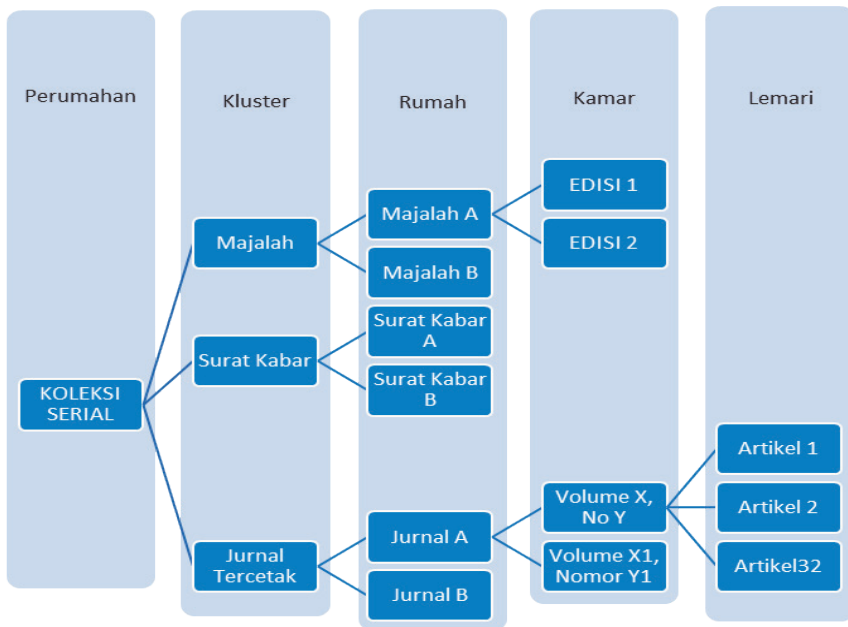 Perumahan
Kluster
Rumah
Kamar
Lemari
KOLEKSI
SERIAL
Majalah
Surat Kabar
Jurnal
Tercetak
Majalah A
Majalah B
Surat Kabar
A
Surat Kabar
B
Jurnal A
Jurnal B
EDISI 1
EDISI 2
Volume X,
No Y
Volume X1,
Nomor Y1
Artikel 1
Artikel 2
Artikel32